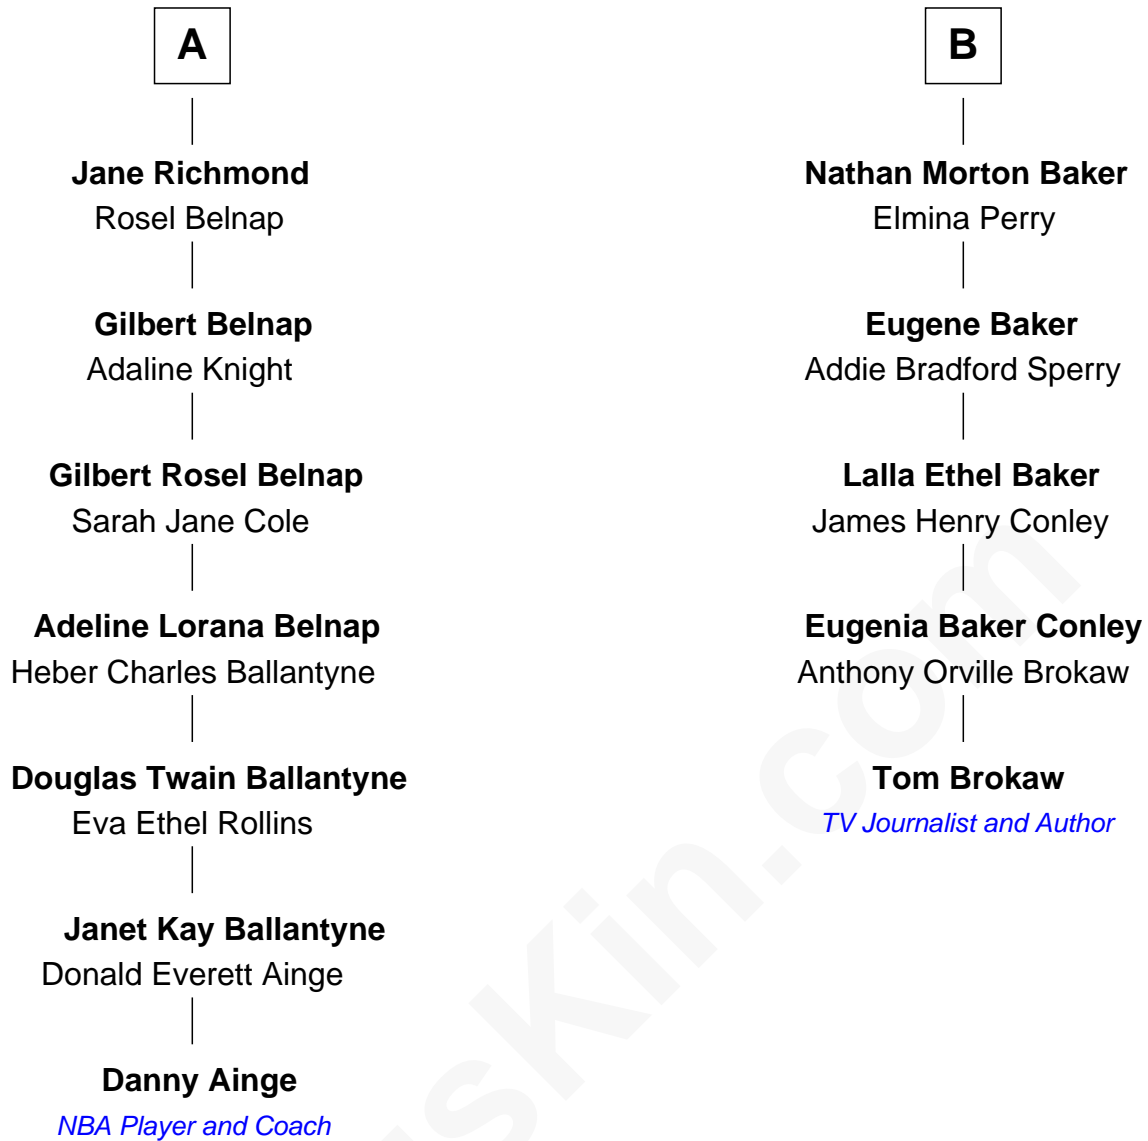 A
Jane Richmond
Rosel Belnap
Gilbert Belnap
Adaline Knight
Gilbert Rosel Belnap
Sarah Jane Cole
Adeline Lorana Belnap
Heber Charles Ballantyne
Douglas Twain Ballantyne
Eva Ethel Rollins
Janet Kay Ballantyne
Donald Everett Ainge
Danny Ainge
NBA Player and Coach
B
Nathan Morton Baker
Elmina Perry
Eugene Baker
Addie Bradford Sperry
Lalla Ethel Baker
James Henry Conley
Eugenia Baker Conley
Anthony Orville Brokaw
Tom Brokaw
TV Journalist and Author
sKin.com